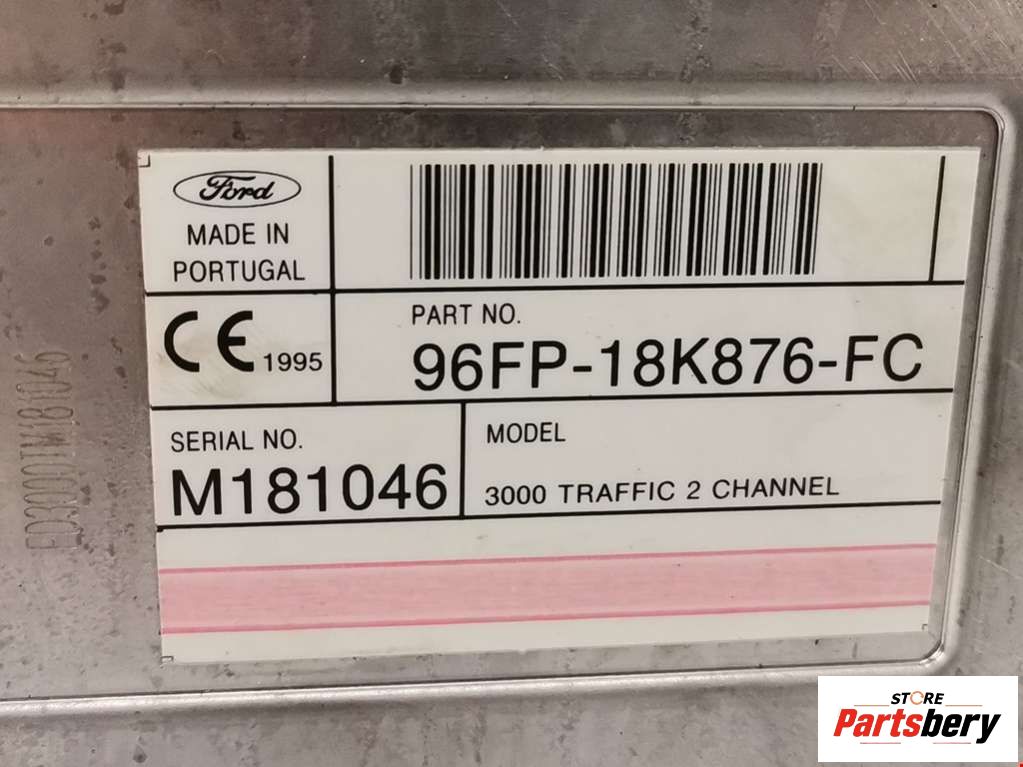 Ford
MADE IN
PORTUGAL
CE 1995
PART NO.
96FP-18K876-FC
SERIAL NO.
M181046
MODEL
3000 TRAFFIC 2 CHANNEL
FD3000TM181046
STORE
Partsbery